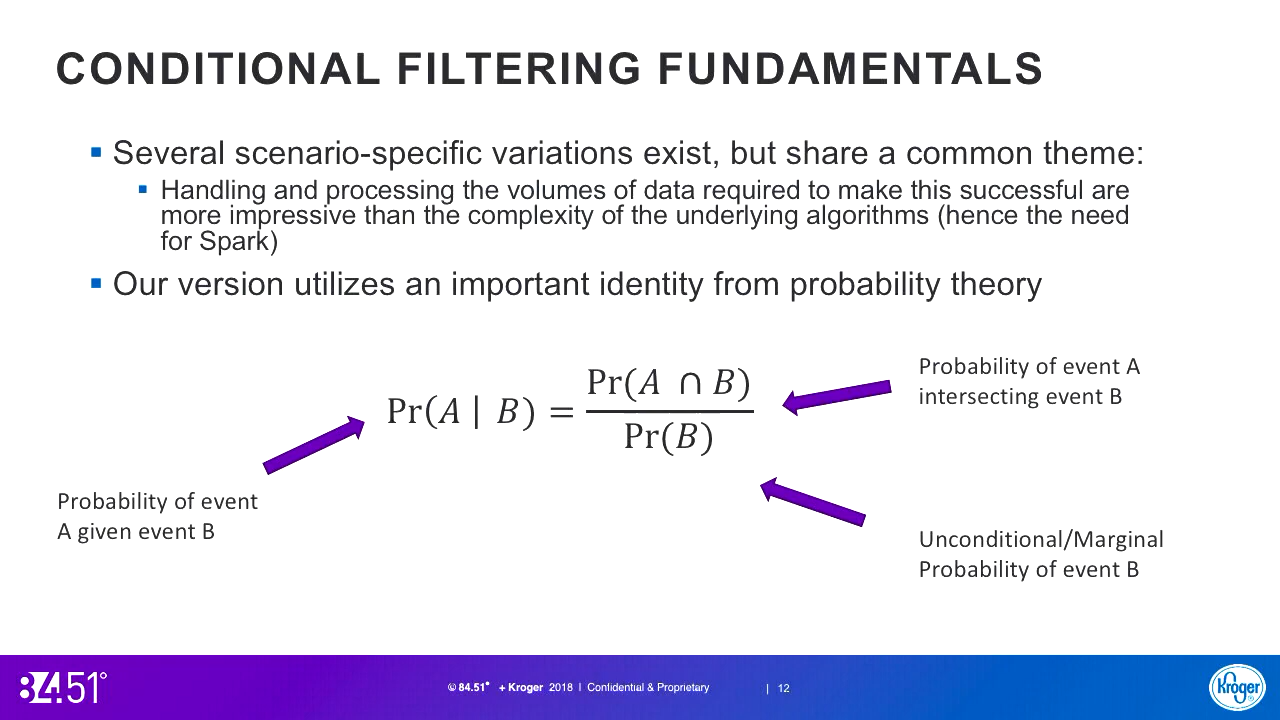 CONDITIONAL FILTERING FUNDAMENTALS
▪ Several scenario-specific variations exist, but share a common theme:
▪ Handling and processing the volumes of data required to make this successful are
more impressive than the complexity of the underlying algorithms (hence the need
for Spark)
▪ Our version utilizes an important identity from probability theory
Pr(A | B) = Pr(A ∩ B) / Pr(B)
Probability of event A
intersecting event B
Probability of event
A given event B
Unconditional/Marginal
Probability of event B
84.51°
© 84.51° + Kroger 2018 | Confidential & Proprietary | 12
Kroger®